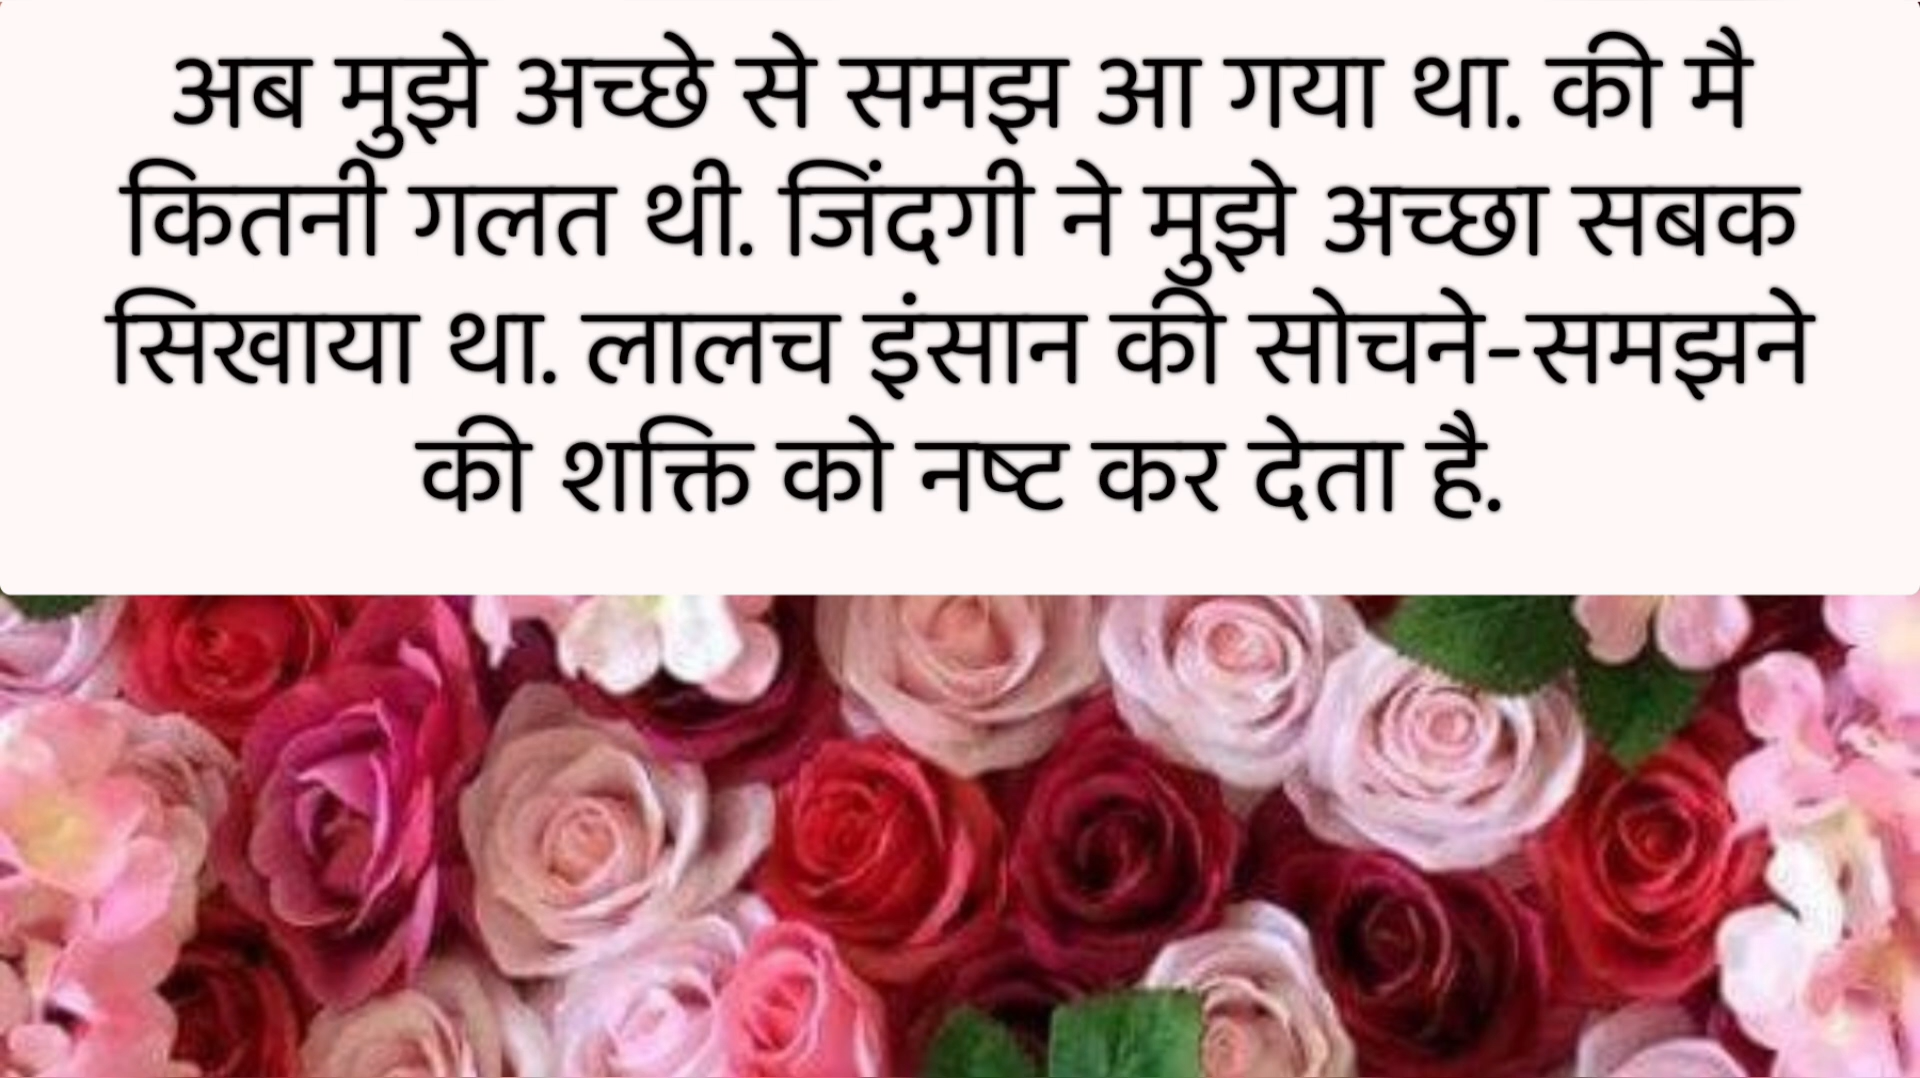 अब मुझे अच्छे से समझ आ गया था. की मै
कितनी गलत थी. जिंदगी ने मुझे अच्छा सबक
सिखाया था. लालच इंसान की सोचने-समझने
की शक्ति को नष्ट कर देता है.